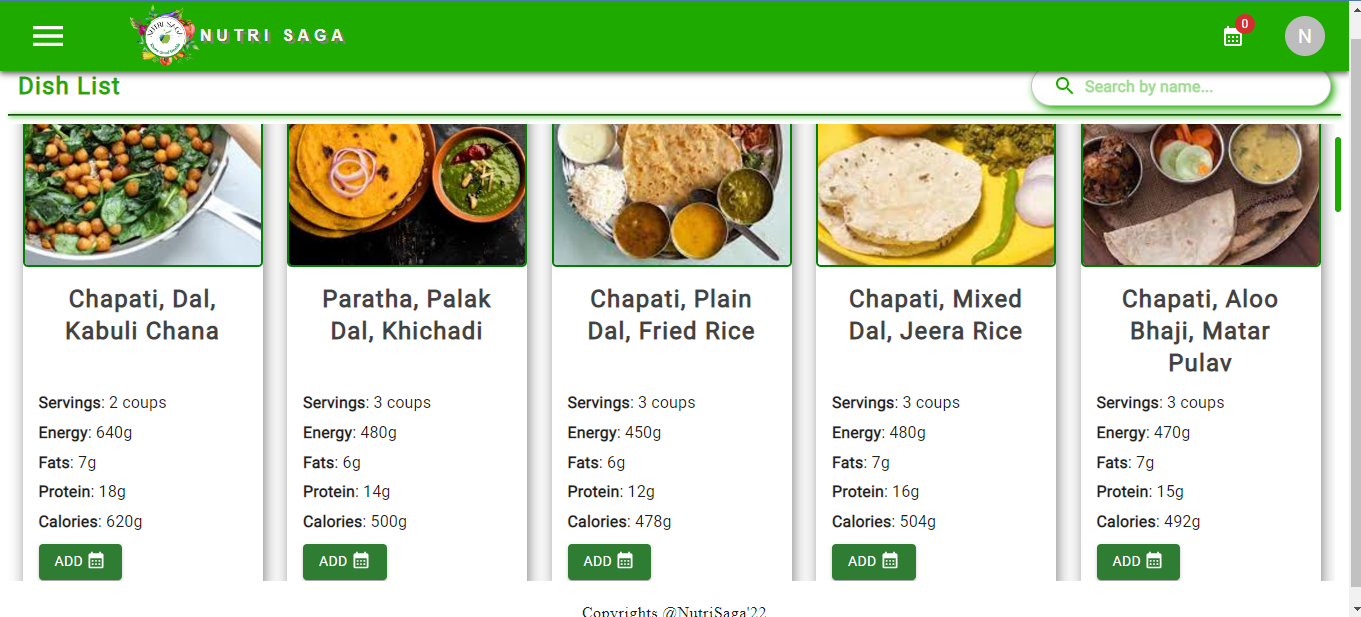 NUTRI SAGA
0
N
Dish List
Search by name...
Chapati, Dal,
Kabuli Chana
Servings: 2 coups
Energy: 640g
Fats: 7g
Protein: 18g
Calories: 620g
ADD
Paratha, Palak
Dal, Khichadi
Servings: 3 coups
Energy: 480g
Fats: 6g
Protein: 14g
Calories: 500g
ADD
Chapati, Plain
Dal, Fried Rice
Servings: 3 coups
Energy: 450g
Fats: 6g
Protein: 12g
Calories: 478g
ADD
Chapati, Mixed
Dal, Jeera Rice
Servings: 3 coups
Energy: 480g
Fats: 7g
Protein: 16g
Calories: 504g
ADD
Chapati, Aloo
Bhaji, Matar
Pulav
Servings: 3 coups
Energy: 470g
Fats: 7g
Protein: 15g
Calories: 492g
ADD
Copyrights @NutriSaga'22